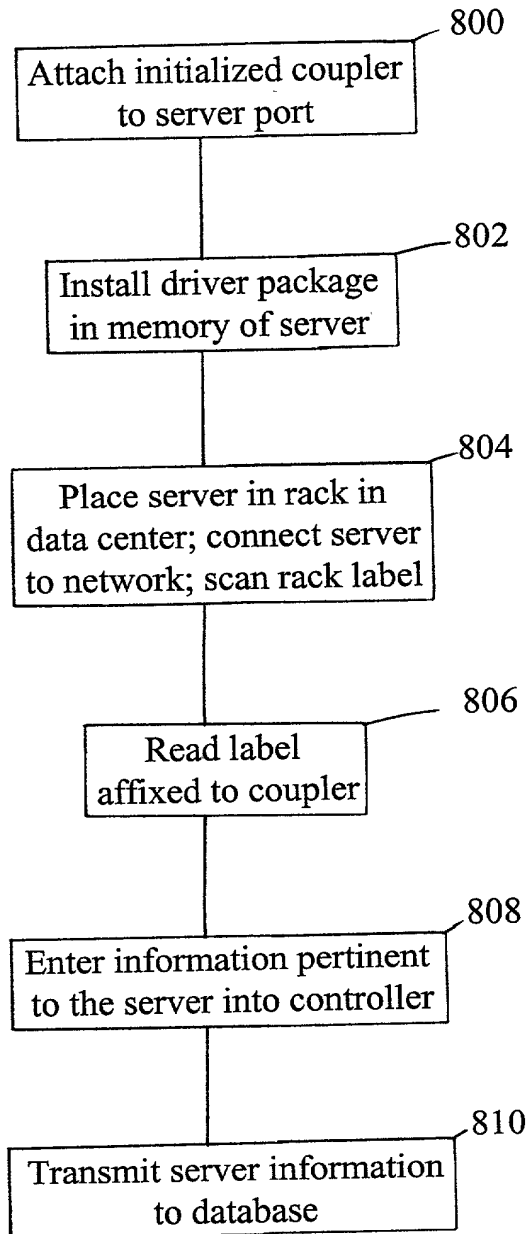 800
Attach initialized coupler
to server port
802
Install driver package
in memory of server
804
Place server in rack in
data center; connect server
to network; scan rack label
806
Read label
affixed to coupler
808
Enter information pertinent
to the server into controller
810
Transmit server information
to database